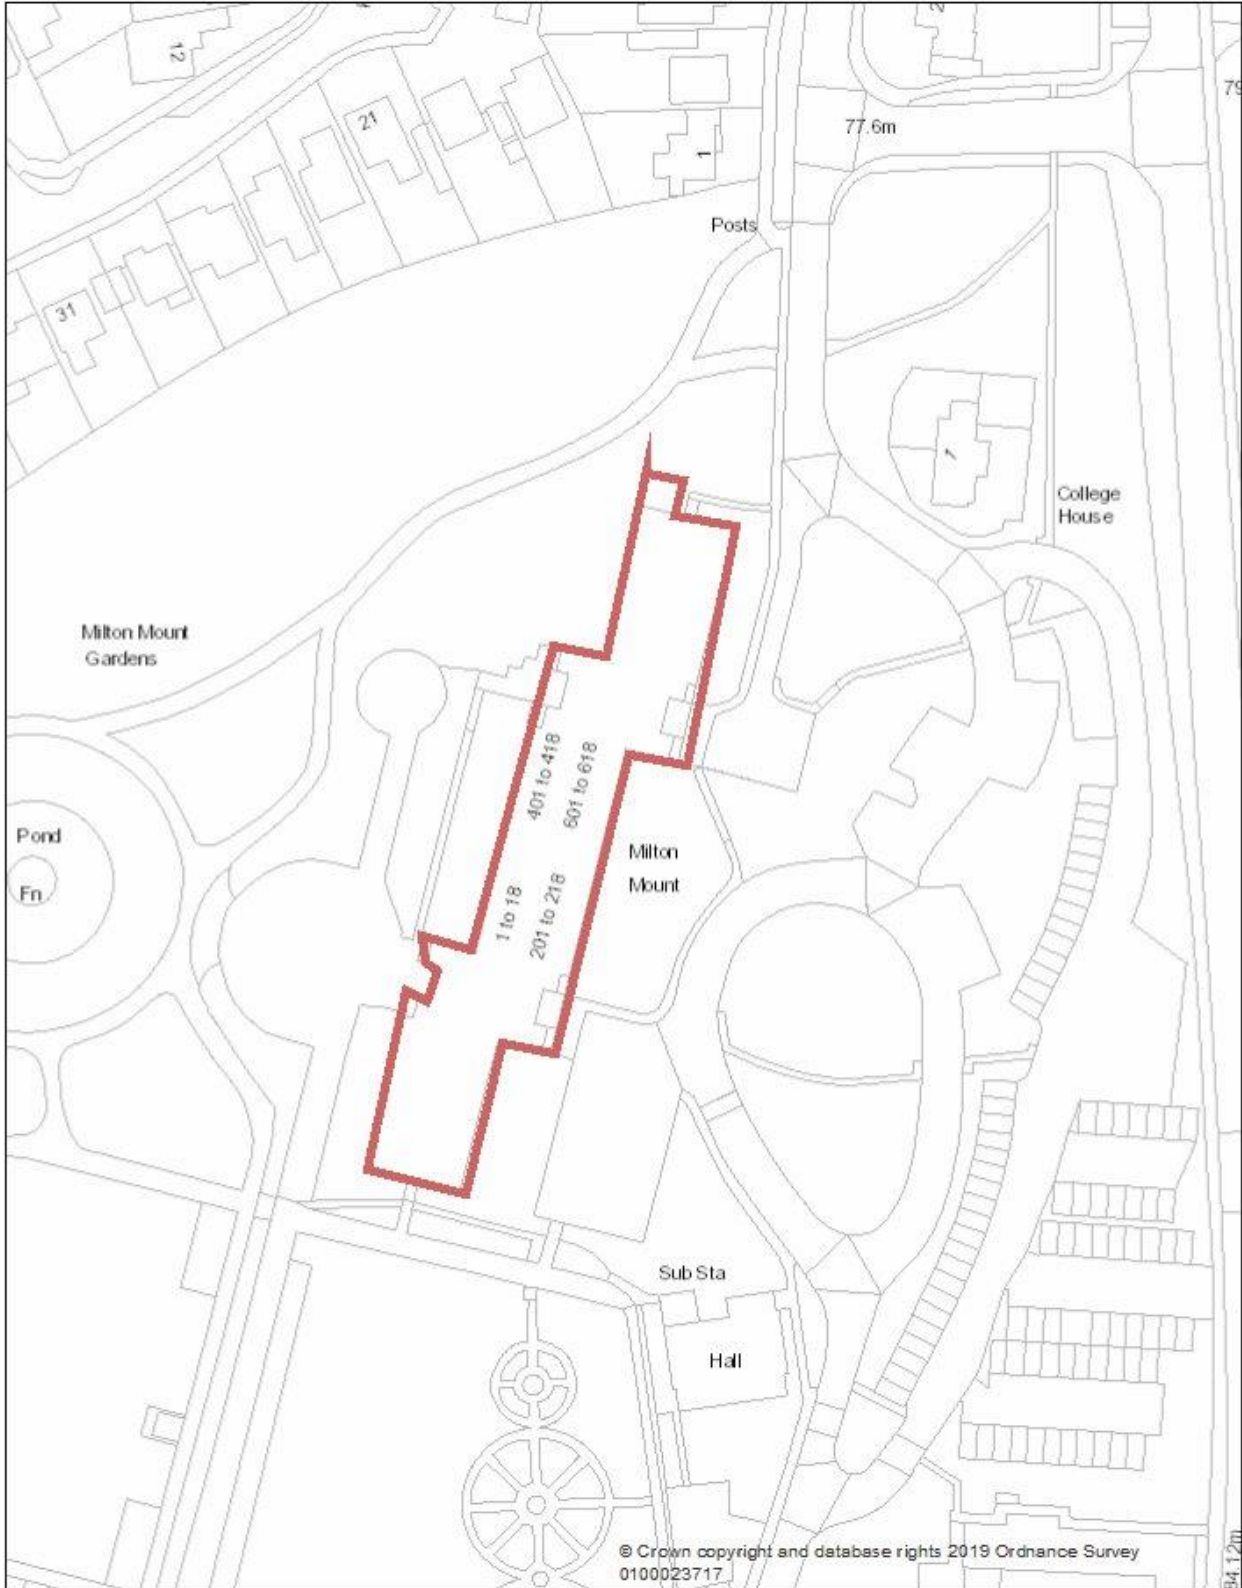 12
21
1
77.6m
79
Posts
31
7
College
House
Milton Mount
Gardens
401 to 418
601 to 618
Pond
Fn
Milton
Mount
1 to 18
201 to 218
Sub Sta
Hall
© Crown copyright and database rights 2019 Ordnance Survey
0100023717
84.12m